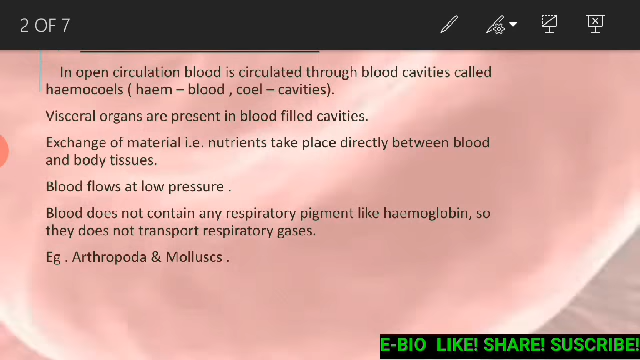 2 OF 7
In open circulation blood is circulated through blood cavities called
haemocoels ( haem – blood , coel – cavities).
Visceral organs are present in blood filled cavities.
Exchange of material i.e. nutrients take place directly between blood
and body tissues.
Blood flows at low pressure .
Blood does not contain any respiratory pigment like haemoglobin, so
they does not transport respiratory gases.
Eg . Arthropoda & Molluscs .
E-BIO LIKE! SHARE! SUSCRIBE!